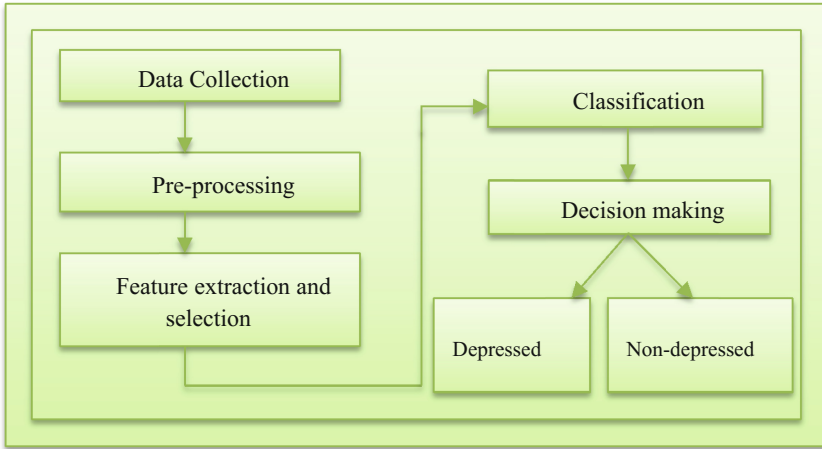 Data Collection
Pre-processing
Feature extraction and
selection
Classification
Decision making
Depressed
Non-depressed